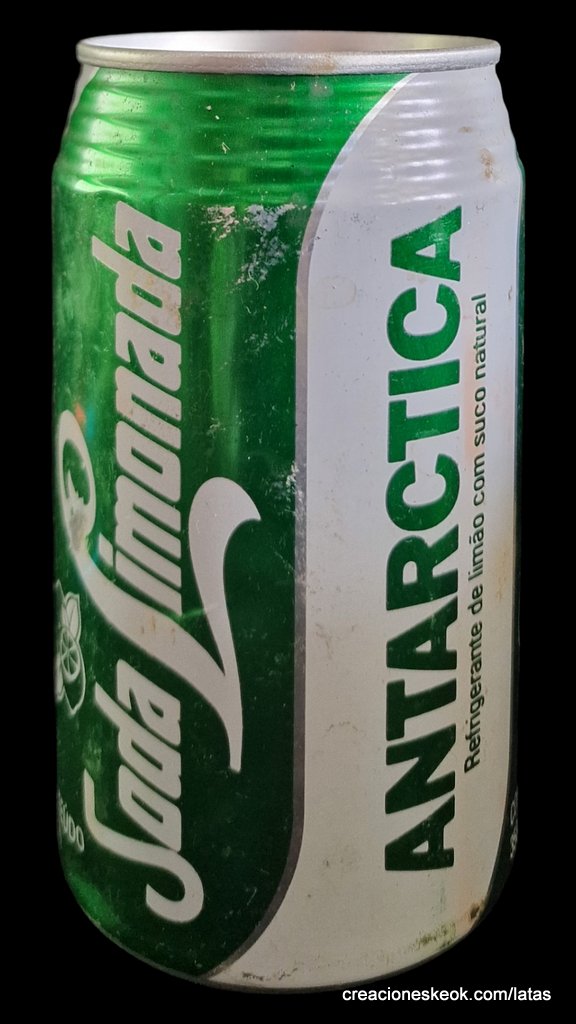 Soda Limonada
ANTARCTICA
Refrigerante de limão com suco natural
creacioneskeok.com/latas